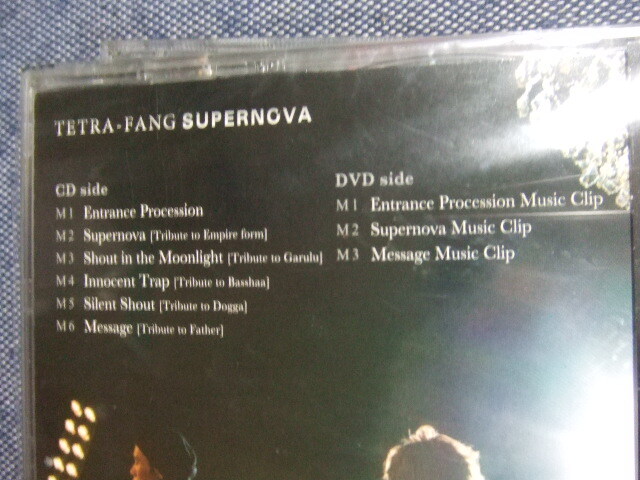 TETRA-FANG SUPERNOVA
CD side
M1 Entrance Procession
M2 Supernova [Tribute to Empire form]
M3 Shout in the Moonlight [Tribute to Garulu]
M4 Innocent Trap [Tribute to Basshaa]
M5 Silent Shout [Tribute to Dogga]
M6 Message [Tribute to Father]
DVD side
M1 Entrance Procession Music Clip
M2 Supernova Music Clip
M3 Message Music Clip